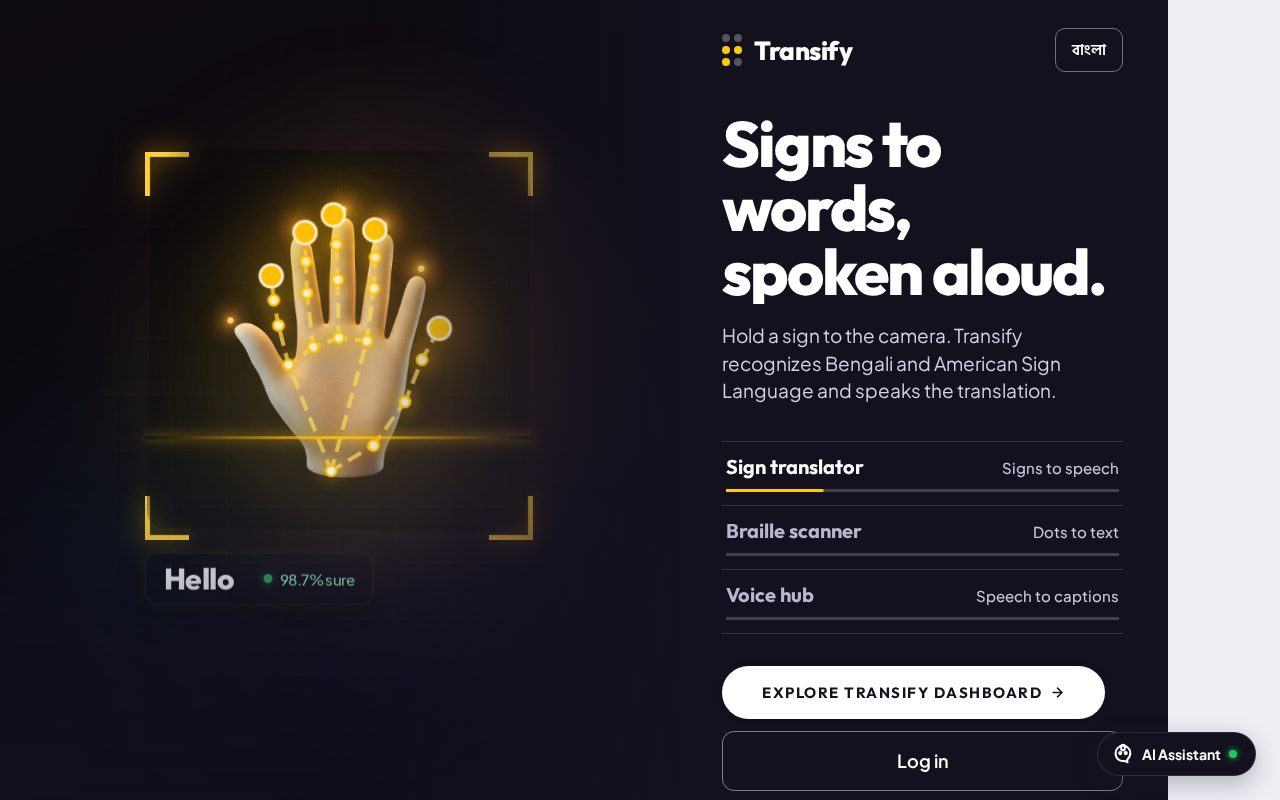 Transify
বাংলা
Signs to
words,
spoken aloud.
Hold a sign to the camera. Transify
recognizes Bengali and American Sign
Language and speaks the translation.
Sign translator
Signs to speech
Braille scanner
Dots to text
Voice hub
Speech to captions
EXPLORE TRANSIFY DASHBOARD →
Log in
AI Assistant
Hello
98.7% sure